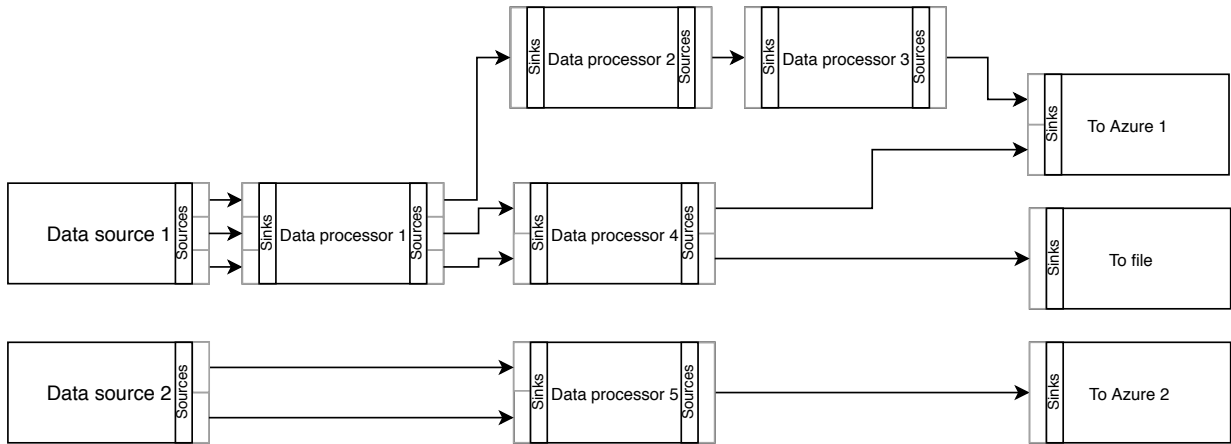 Sinks
Data processor 2
Sources
Sinks
Data processor 3
Sources
Sinks
To Azure 1
Data source 1
Sources
Sinks
Data processor 1
Sources
Sinks
Data processor 4
Sources
Sinks
To file
Data source 2
Sources
Sinks
Data processor 5
Sources
Sinks
To Azure 2